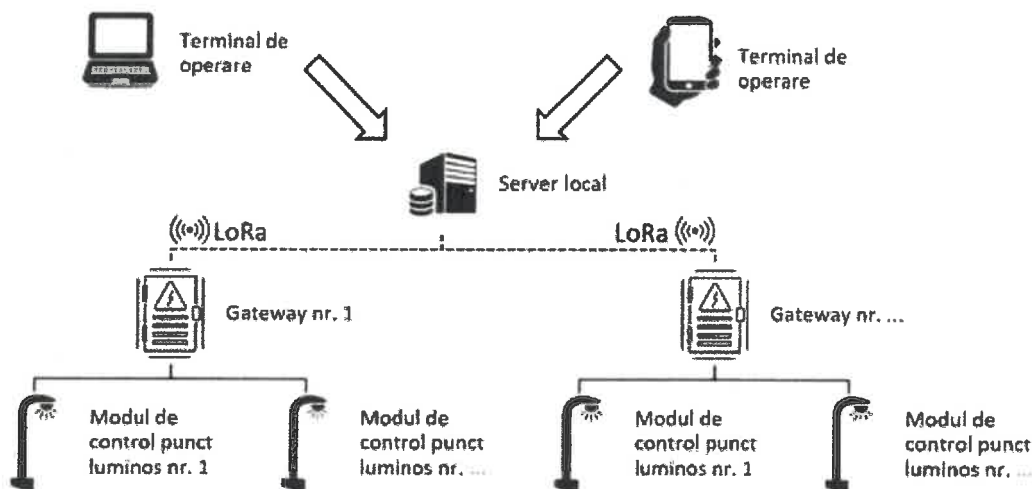 Terminal de
operare
Terminal de
operare
Server local
LoRa
LoRa
Gateway nr. 1
Gateway nr. ...
Modul de
control punct
luminos nr. 1
Modul de
control punct
luminos nr. ...
Modul de
control punct
luminos nr. 1
Modul de
control punct
luminos nr. ...